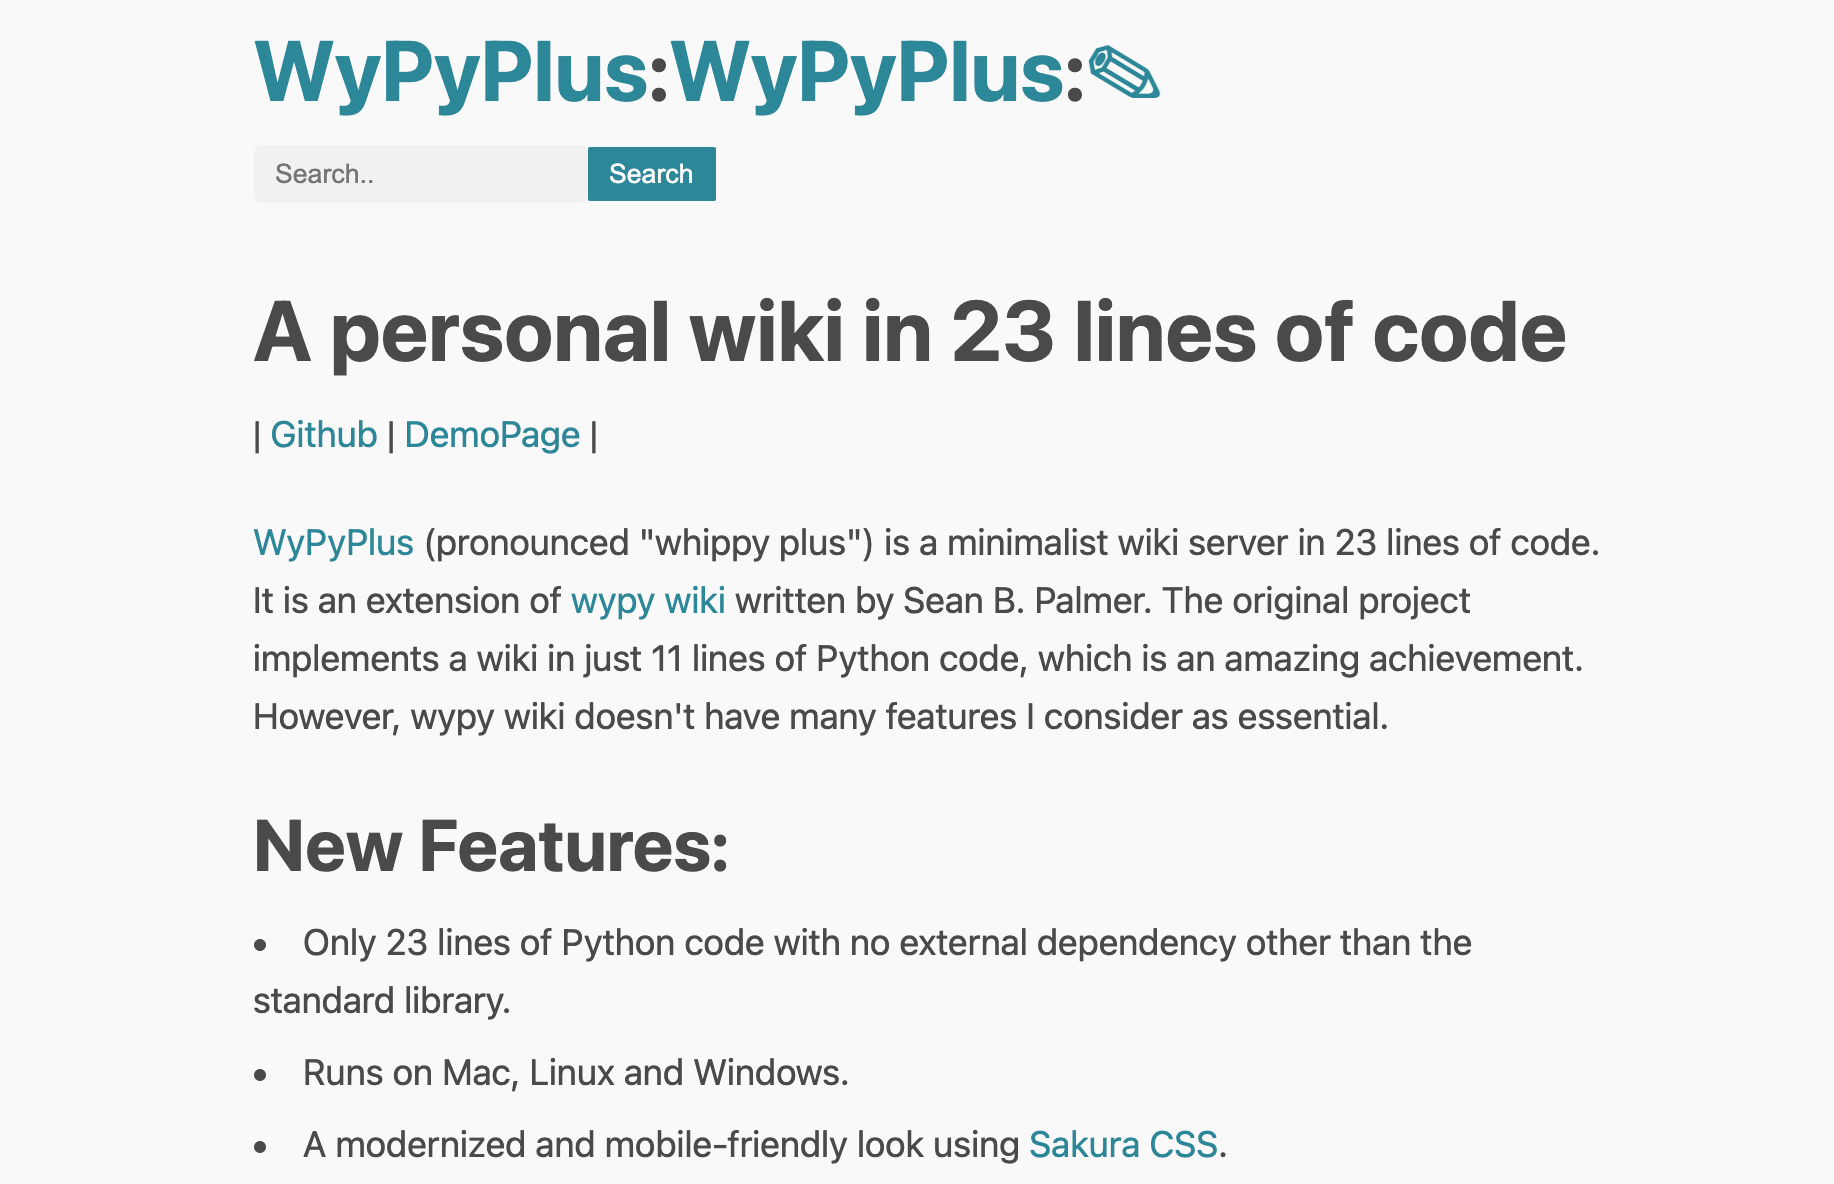 WyPyPlus:WyPyPlus:✎
Search..
Search
A personal wiki in 23 lines of code
| Github | DemoPage |
WyPyPlus (pronounced "whippy plus") is a minimalist wiki server in 23 lines of code.
It is an extension of wypy wiki written by Sean B. Palmer. The original project
implements a wiki in just 11 lines of Python code, which is an amazing achievement.
However, wypy wiki doesn't have many features I consider as essential.
New Features:
• Only 23 lines of Python code with no external dependency other than the
standard library.
• Runs on Mac, Linux and Windows.
• A modernized and mobile-friendly look using Sakura CSS.